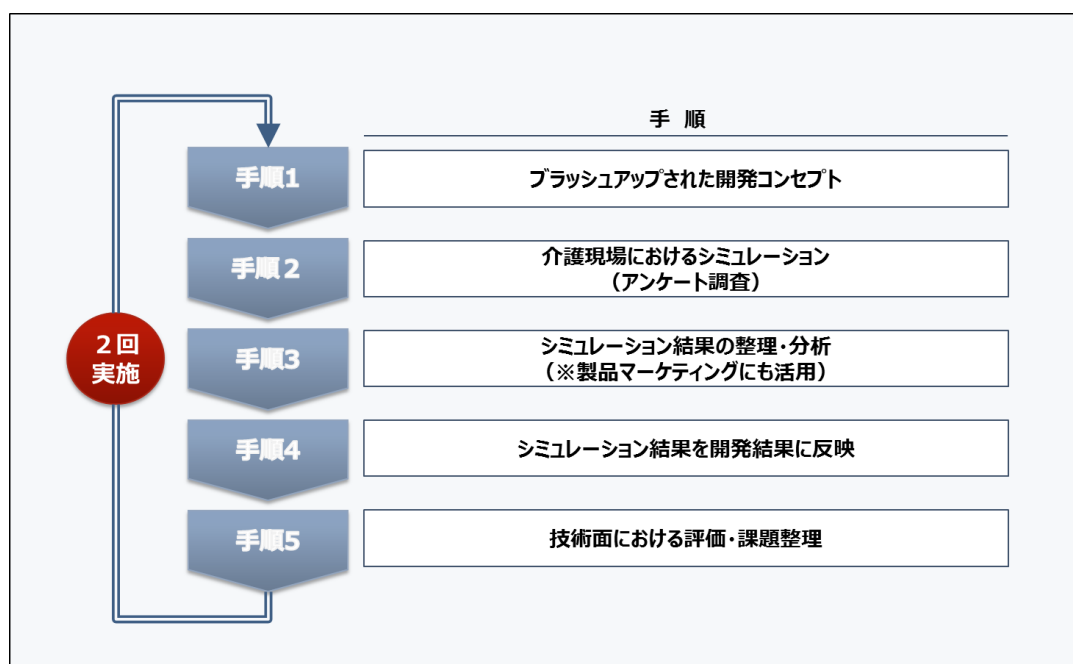 手 順
手順1
ブラッシュアップされた開発コンセプト
手順２
介護現場におけるシミュレーション
（アンケート調査）
２回
実施
手順3
シミュレーション結果の整理・分析
（※製品マーケティングにも活用）
手順4
シミュレーション結果を開発結果に反映
手順5
技術面における評価・課題整理